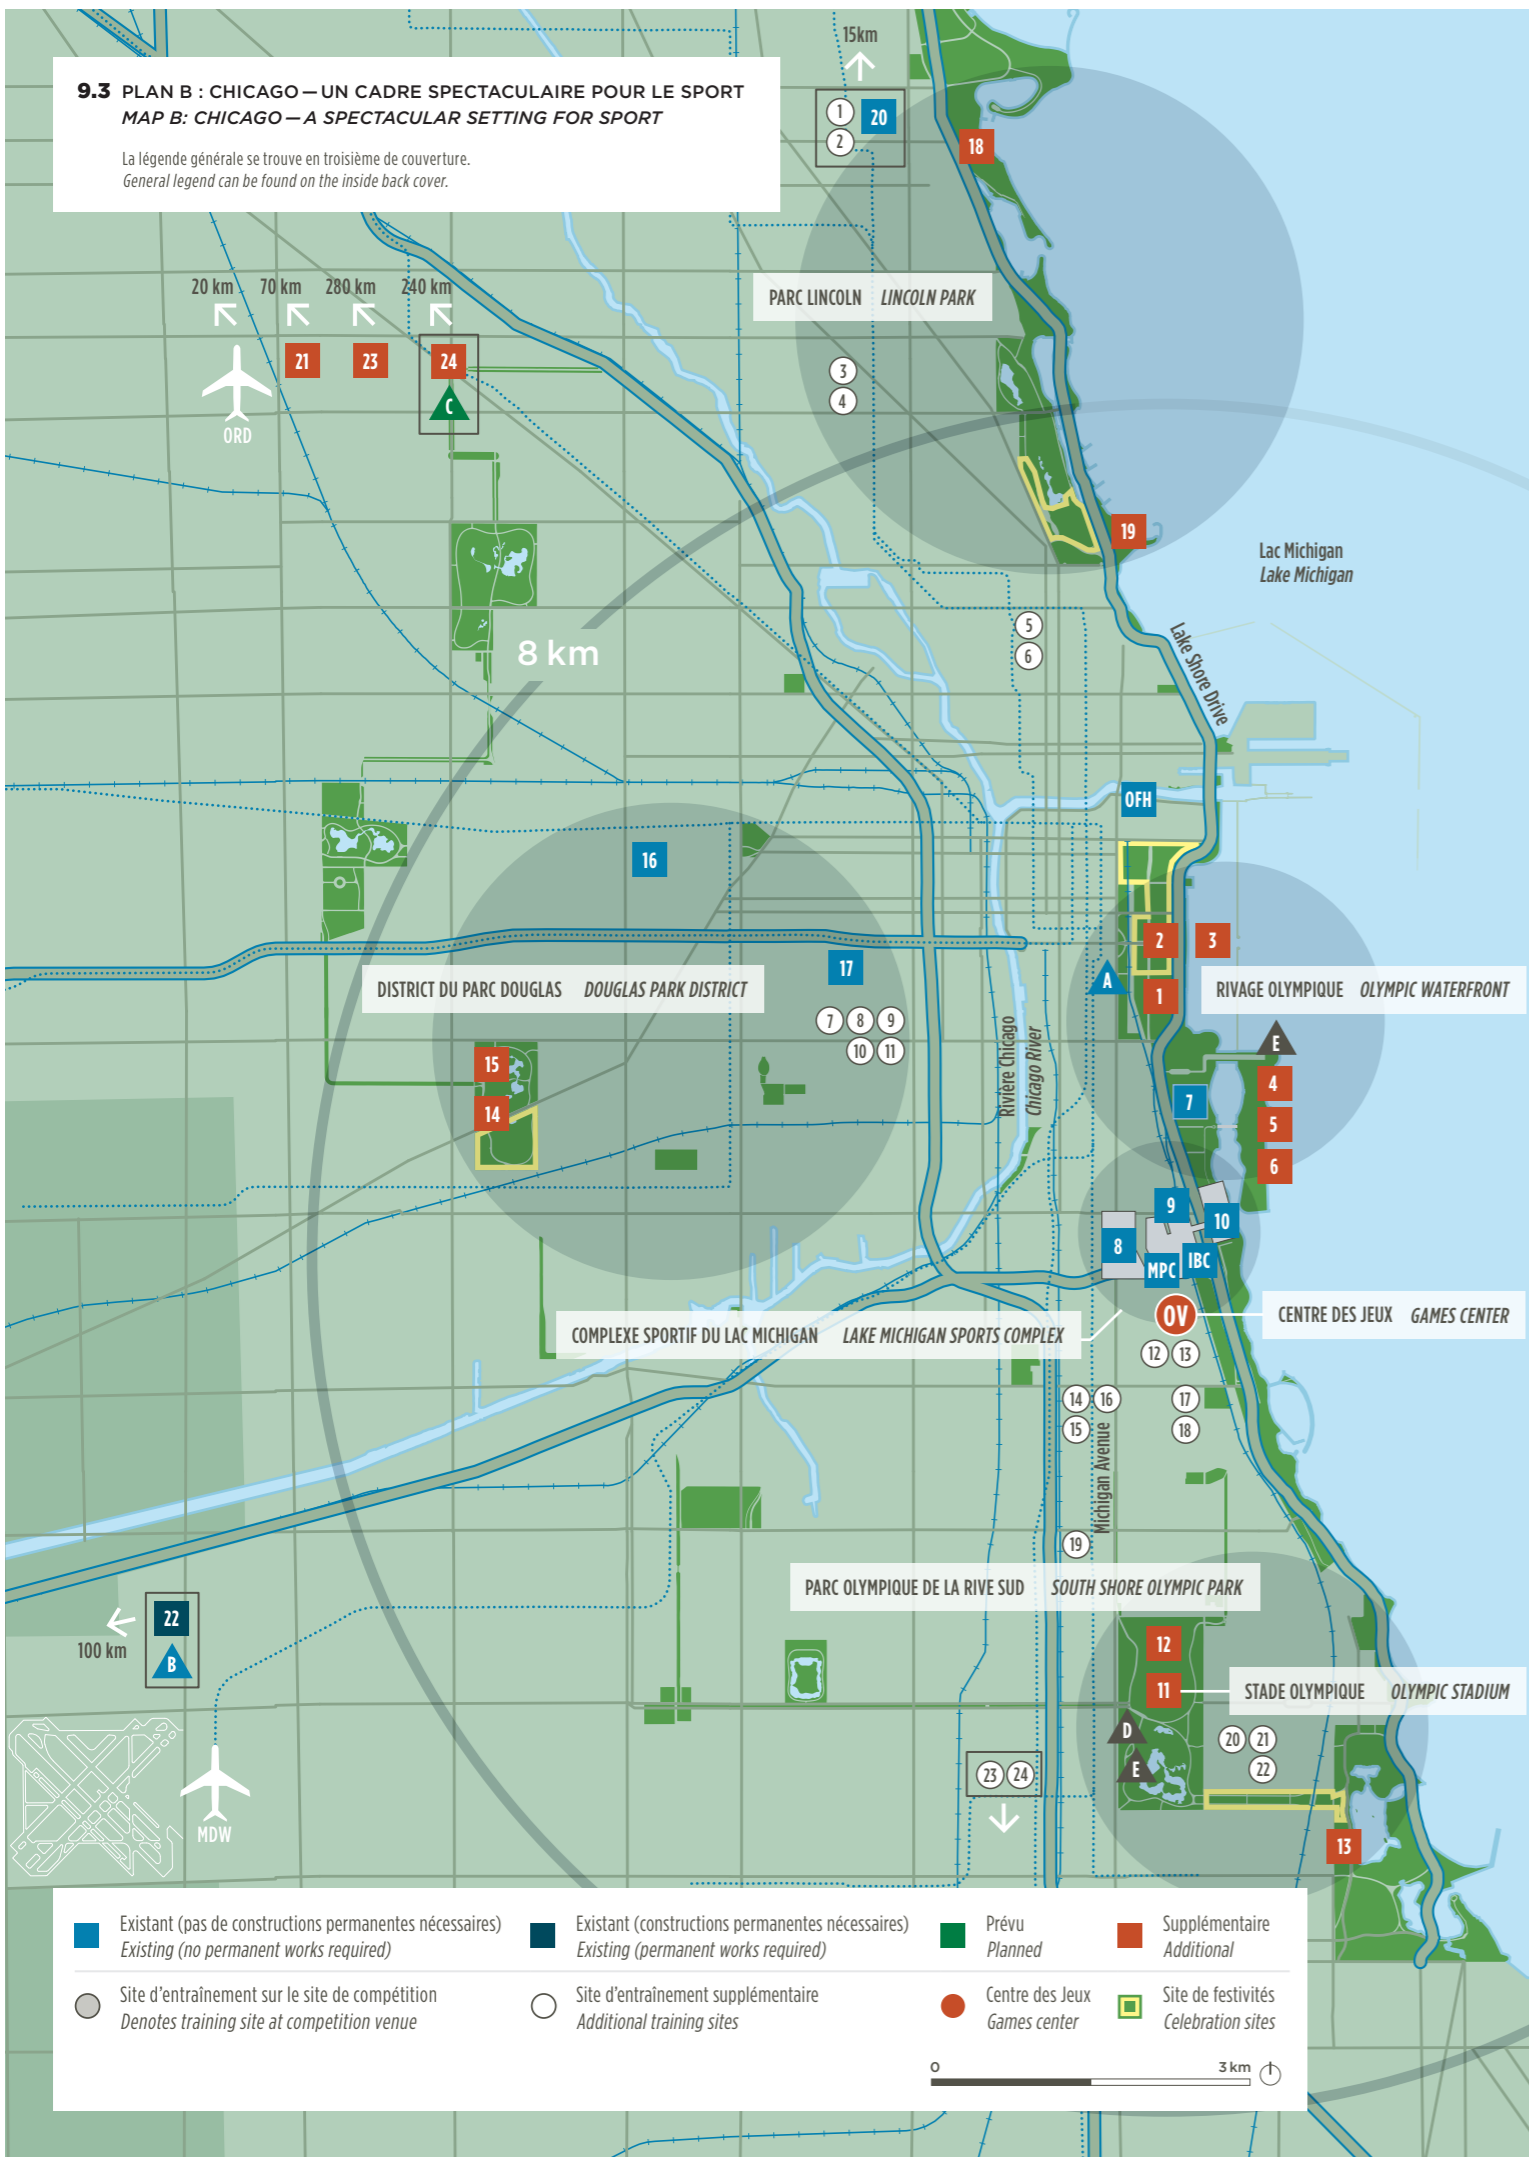 9.3 PLAN B : CHICAGO — UN CADRE SPECTACULAIRE POUR LE SPORT
MAP B: CHICAGO — A SPECTACULAR SETTING FOR SPORT
La légende générale se trouve en troisième de couverture.
General legend can be found on the inside back cover.
15km
1
2
20
18
20 km
70 km
280 km
240 km
ORD
21
23
24
C
PARC LINCOLN LINCOLN PARK
3
4
19
Lac Michigan
Lake Michigan
8 km
5
6
Lake Shore Drive
OFH
16
17
2
3
A
1
DISTRICT DU PARC DOUGLAS DOUGLAS PARK DISTRICT
RIVAGE OLYMPIQUE OLYMPIC WATERFRONT
7 8 9
10 11
Rivière Chicago
Chicago River
E
15
14
4
7
5
6
9
10
8
MPC
IBC
OV
CENTRE DES JEUX GAMES CENTER
COMPLEXE SPORTIF DU LAC MICHIGAN LAKE MICHIGAN SPORTS COMPLEX
12 13
14 16
15
17
18
Michigan Avenue
19
PARC OLYMPIQUE DE LA RIVE SUD SOUTH SHORE OLYMPIC PARK
22
100 km
B
12
11
STADE OLYMPIQUE OLYMPIC STADIUM
D
E
20 21
22
23 24
MDW
13
Existant (pas de constructions permanentes nécessaires)
Existing (no permanent works required)
Existant (constructions permanentes nécessaires)
Existing (permanent works required)
Prévu
Planned
Supplémentaire
Additional
Site d'entraînement sur le site de compétition
Denotes training site at competition venue
Site d'entraînement supplémentaire
Additional training sites
Centre des Jeux
Games center
Site de festivités
Celebration sites
0
3 km